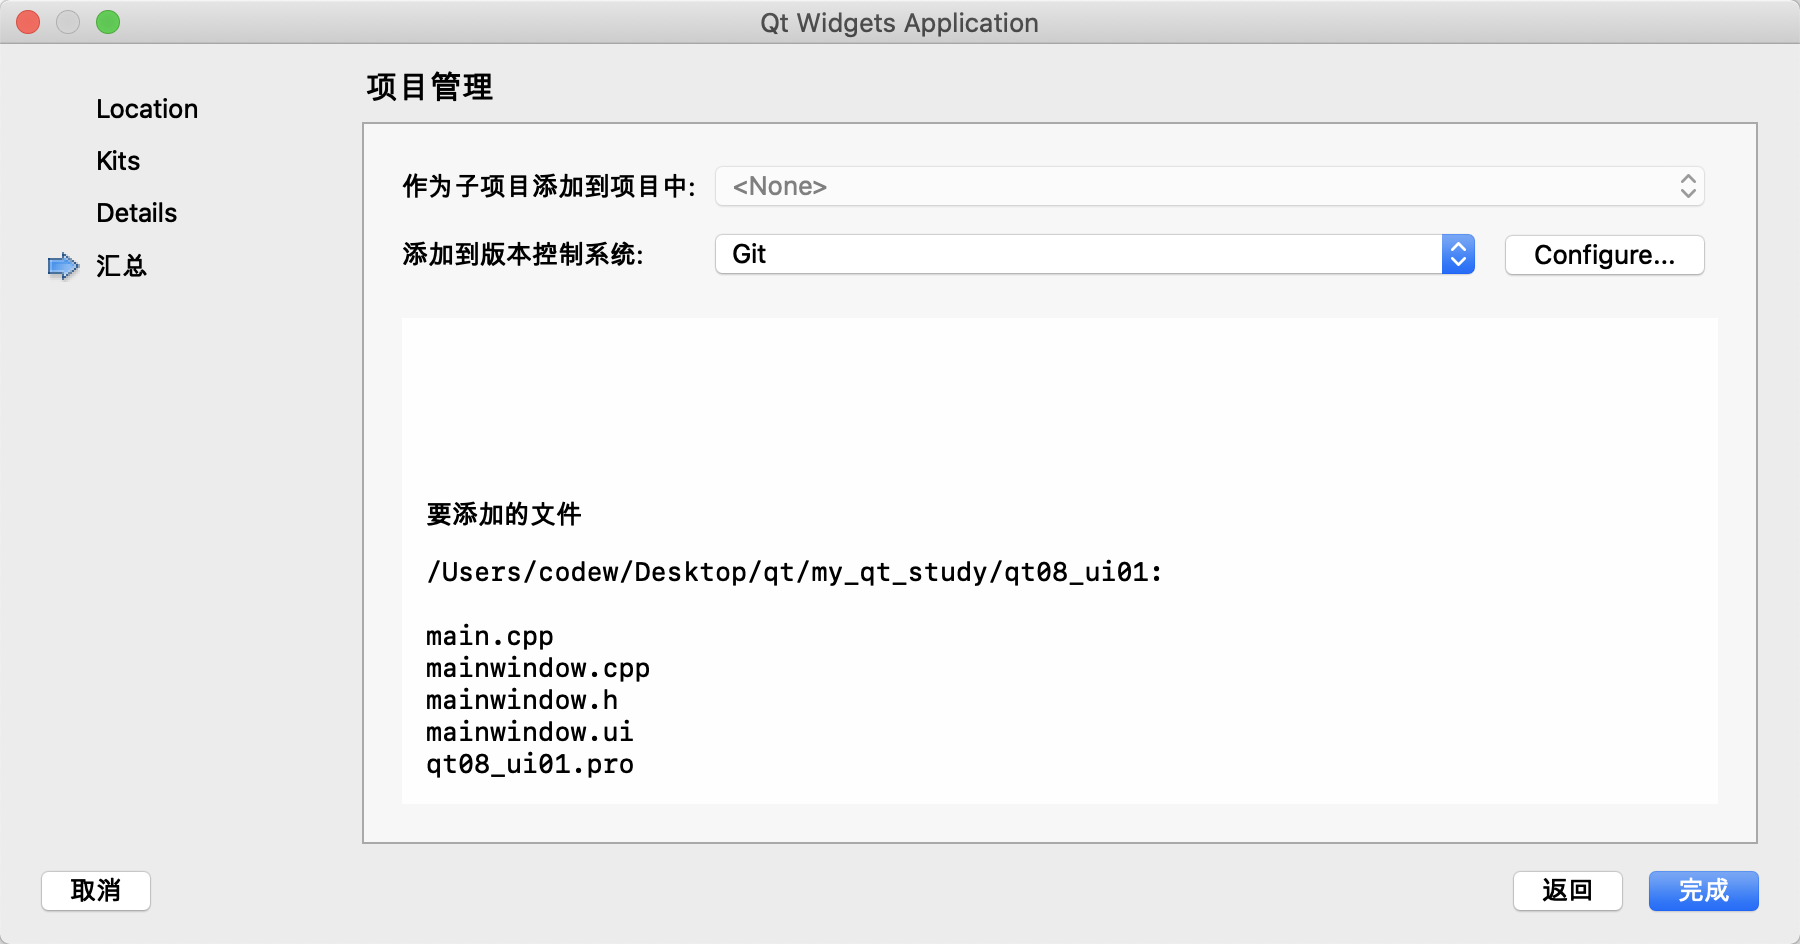 Qt Widgets Application
Location
Kits
Details
汇总
项目管理
作为子项目添加到项目中: <None>
添加到版本控制系统: Git Configure...
要添加的文件
/Users/codew/Desktop/qt/my_qt_study/qt08_ui01:
main.cpp
mainwindow.cpp
mainwindow.h
mainwindow.ui
qt08_ui01.pro
取消 返回 完成